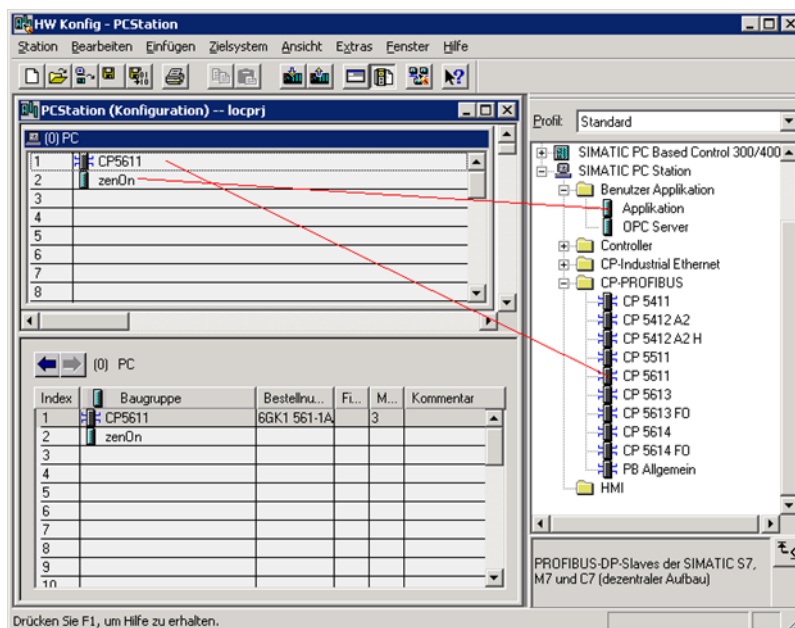 HW Konfig - PCStation
Station Bearbeiten Einfügen Zielsystem Ansicht Extras Fenster Hilfe
PCStation (Konfiguration) -- locprj
(0) PC
1 CP5611
2 zenOn
3
4
5
6
7
8
(0) PC
Index Baugruppe Bestellnu... Fi... M... Kommentar
1 CP5611 6GK1 561-1A 3
2 zenOn
3
4
5
6
7
8
9
10
Profil: Standard
SIMATIC PC Based Control 300/400
SIMATIC PC Station
Benutzer Applikation
Applikation
OPC Server
Controller
CP-Industrial Ethernet
CP-PROFIBUS
CP 5411
CP 5412 A2
CP 5412 A2 H
CP 5511
CP 5611
CP 5613
CP 5613 FO
CP 5614
CP 5614 FO
PB Allgemein
HMI
PROFIBUS-DP-Slaves der SIMATIC S7,
M7 und C7 (dezentraler Aufbau)
Drücken Sie F1, um Hilfe zu erhalten.